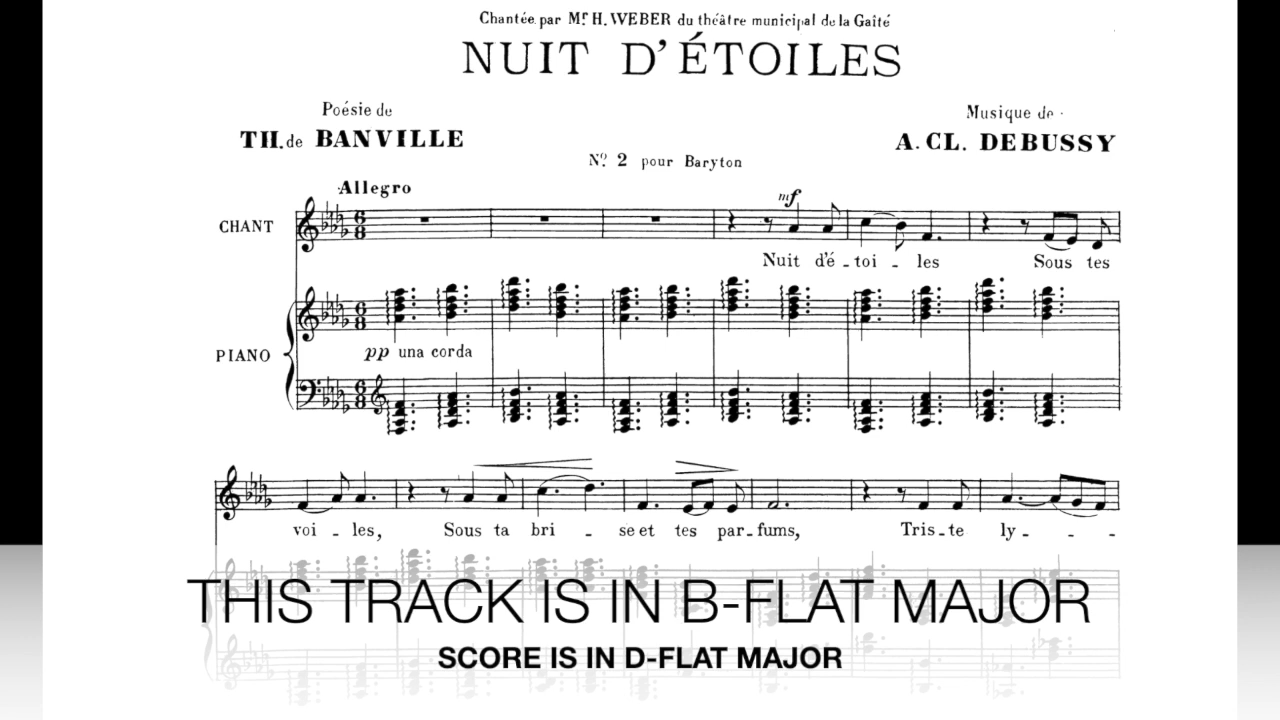 Chantée par Mr. H. WEBER du théâtre municipal de la Gaîté
NUIT D'ÉTOILES
Poésie de
TH. de BANVILLE
Musique de
A. CL. DEBUSSY
No. 2 pour Baryton
Allegro
mf
CHANT
Nuit d'é - toi - les Sous tes
PIANO
pp una corda
voi - les, Sous ta bri - se et tes par - fums, Tris - te ly - - -
THIS TRACK IS IN B-FLAT MAJOR
SCORE IS IN D-FLAT MAJOR